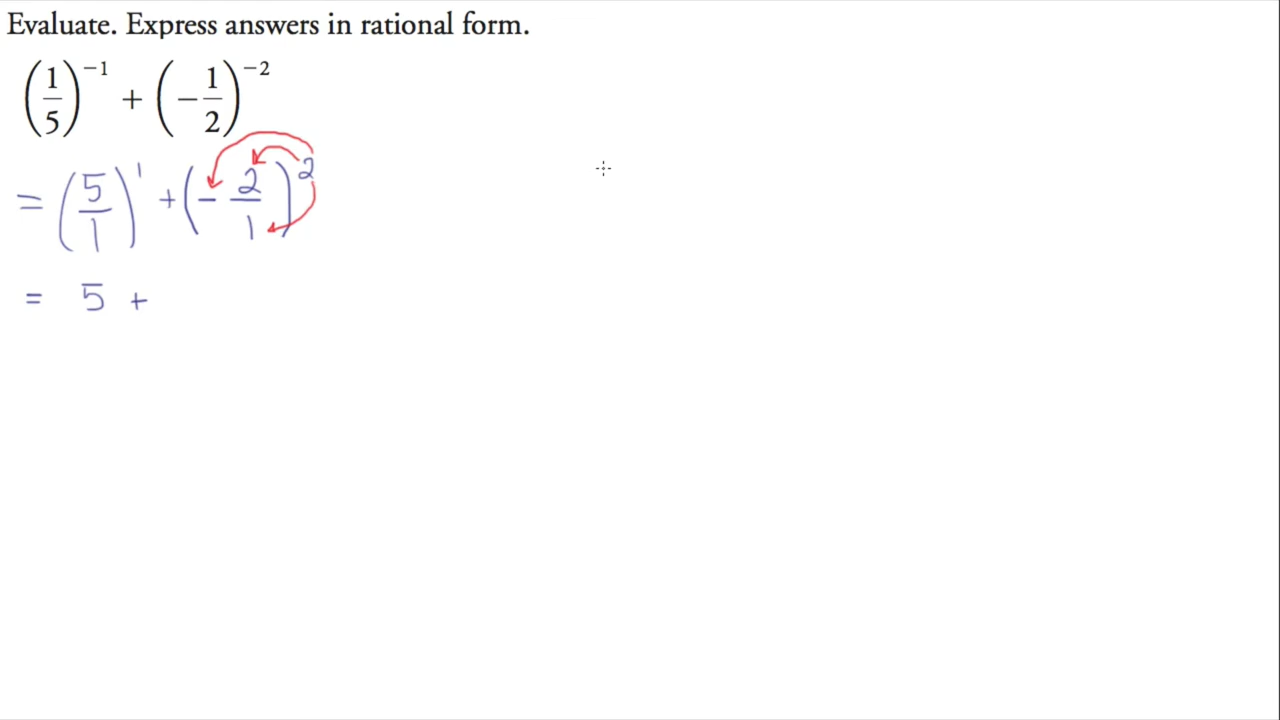 Evaluate. Express answers in rational form.
(1/5)^−1 + (−1/2)^−2
= (5/1)^1 + (−2/1)^2
= 5 +